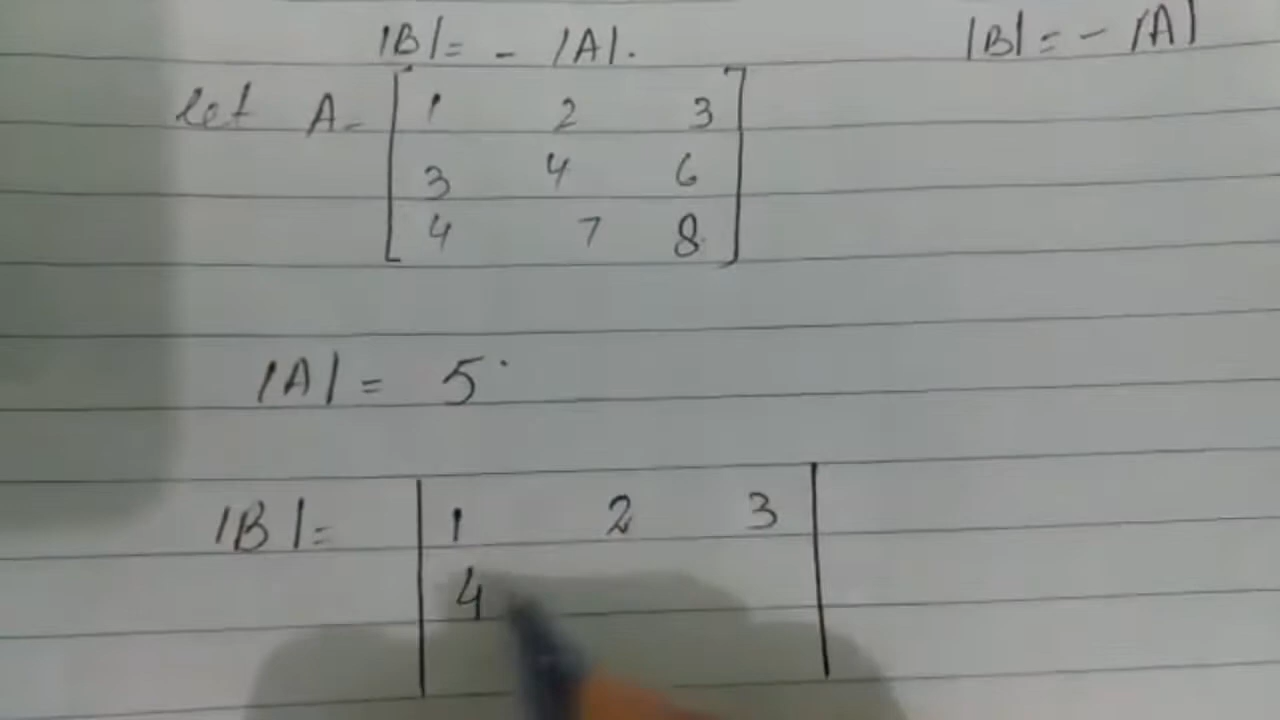 |B| = - |A|. |B| = - |A|
let A = [ 1 2 3
3 4 6
4 7 8 ]
|A| = 5
|B| = | 1 2 3 |
4